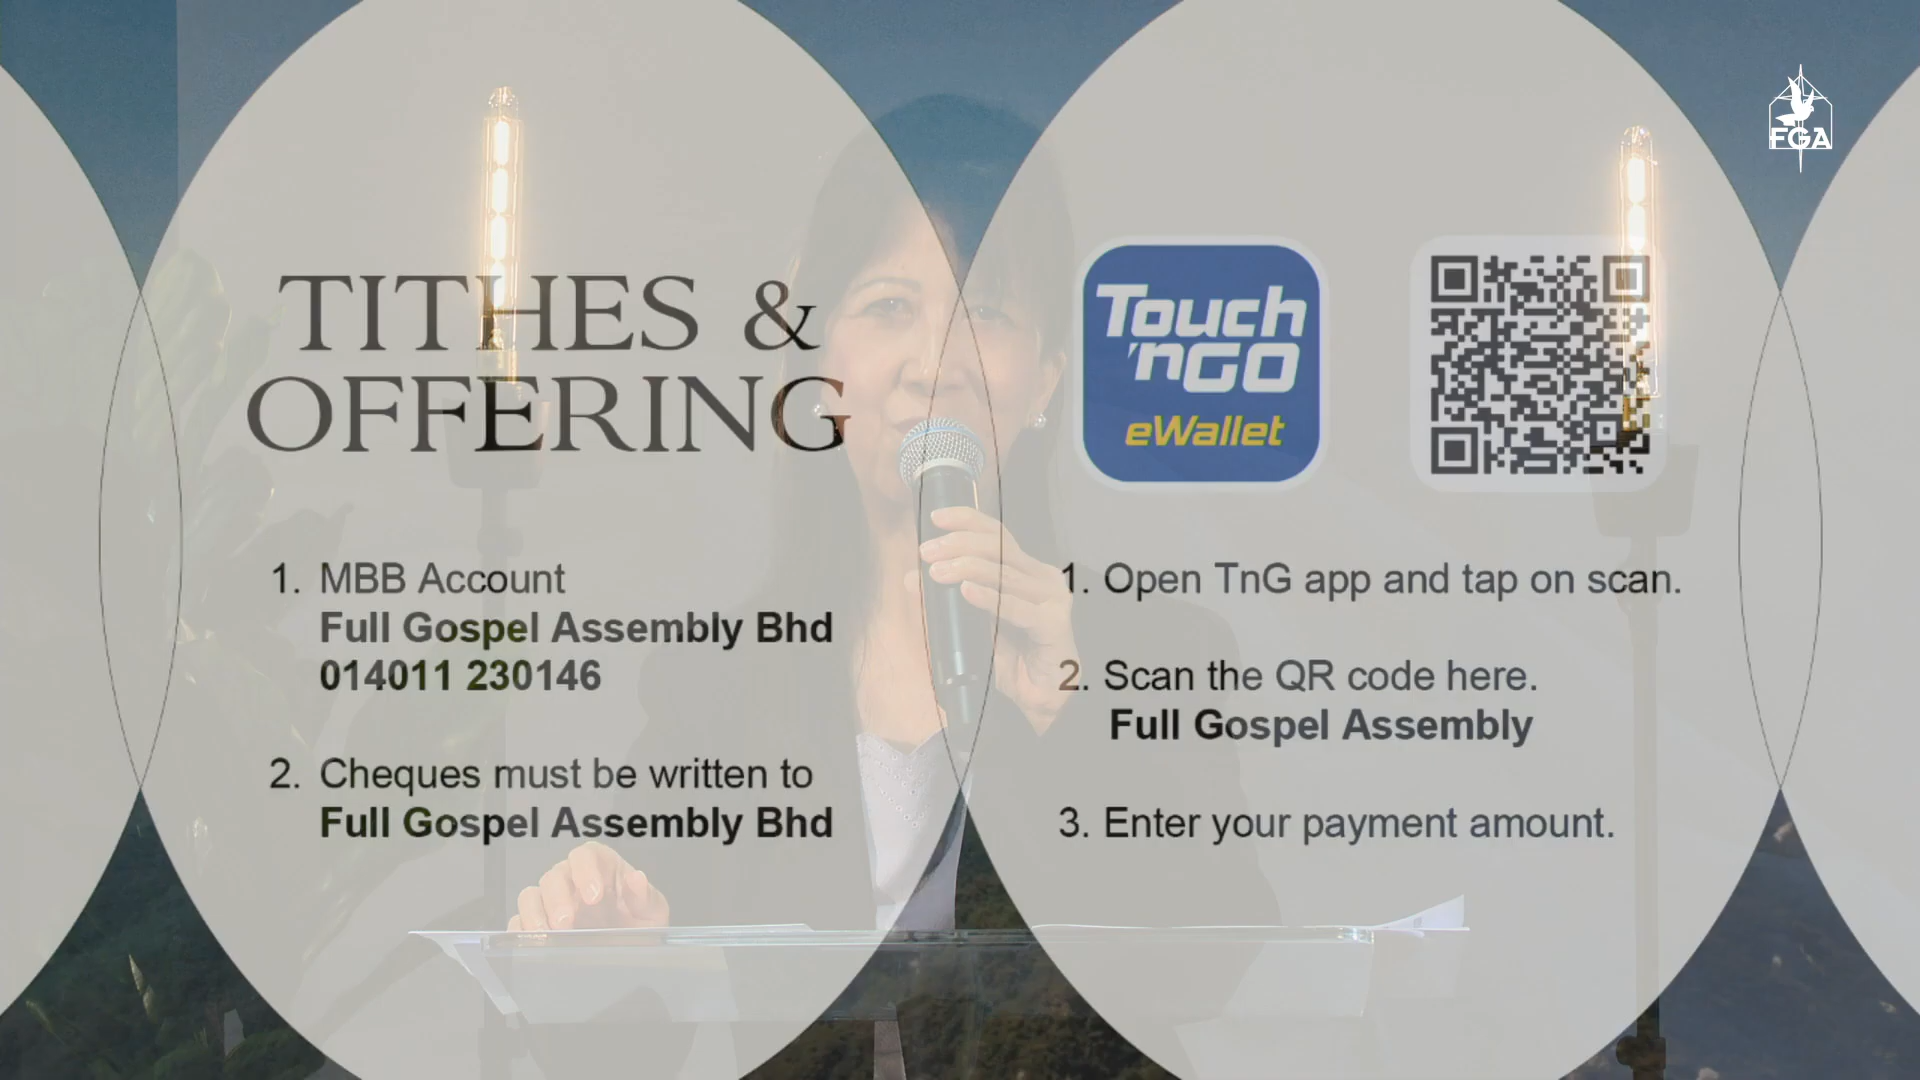 FGA
TITHES &
OFFERING
1. MBB Account
Full Gospel Assembly Bhd
014011 230146
2. Cheques must be written to
Full Gospel Assembly Bhd
Touch
'nGO
eWallet
1. Open TnG app and tap on scan.
2. Scan the QR code here.
Full Gospel Assembly
3. Enter your payment amount.